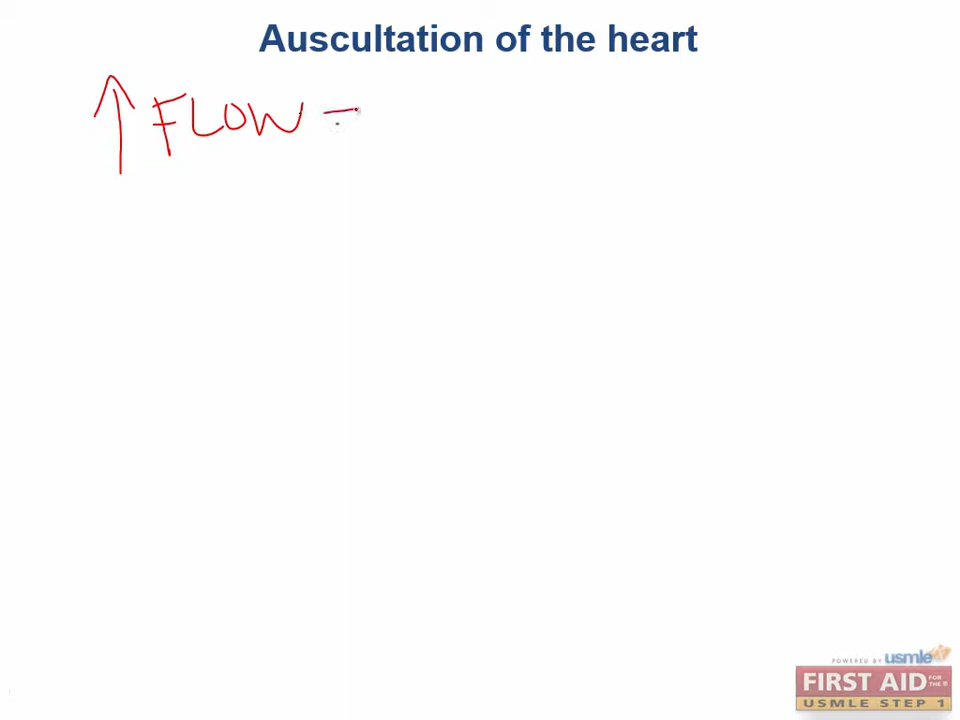 Auscultation of the heart
↑ FLOW =
POWERED BY usmle
FIRST AID FOR THE R
USMLE STEP 1